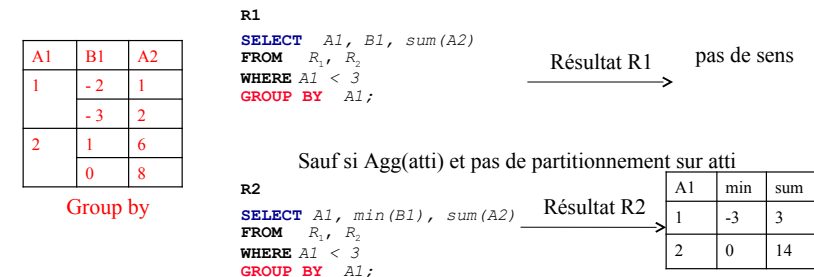 A1 B1 A2
1 - 2 1
- 3 2
2 1 6
0 8
Group by
R1
SELECT A1, B1, sum(A2)
FROM R1, R2
WHERE A1 < 3
GROUP BY A1;
Résultat R1
pas de sens
Sauf si Agg(atti) et pas de partitionnement sur atti
R2
SELECT A1, min(B1), sum(A2)
FROM R1, R2
WHERE A1 < 3
GROUP BY A1;
Résultat R2
A1 min sum
1 -3 3
2 0 14